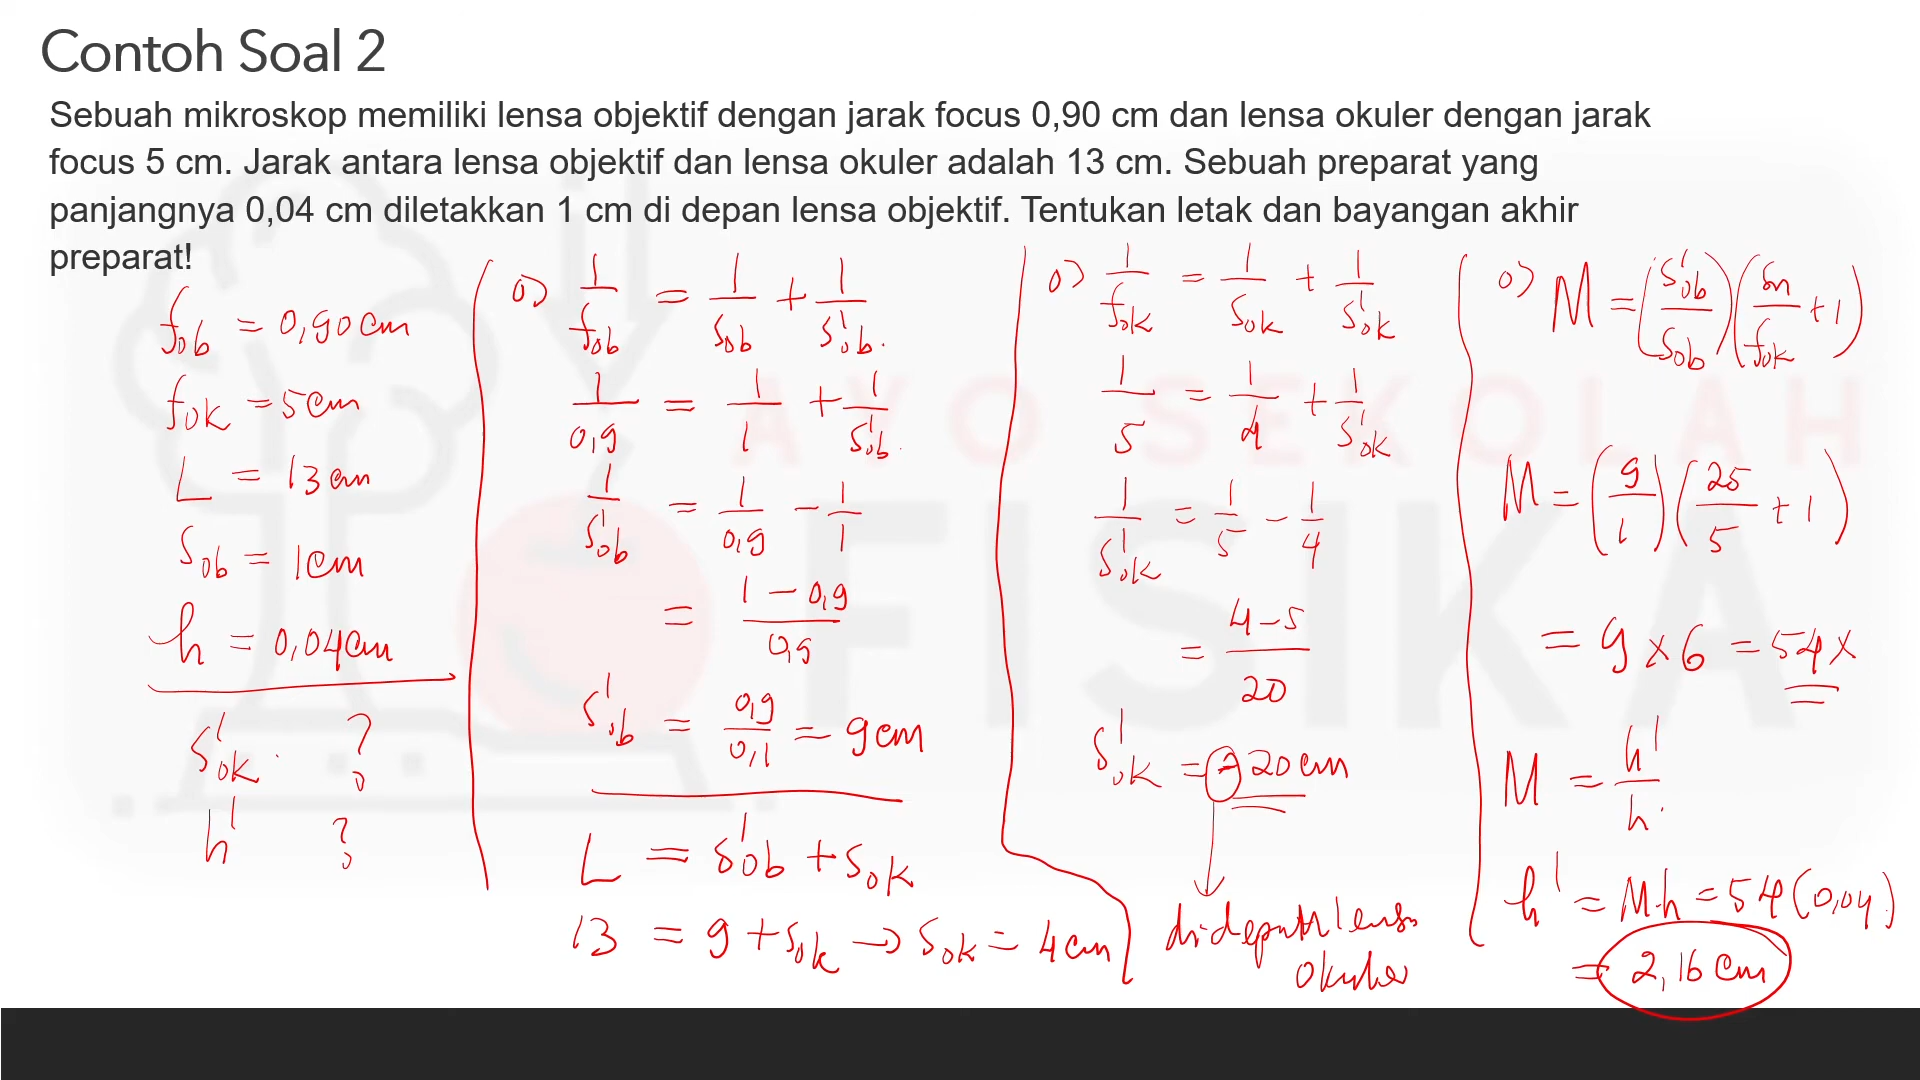 Contoh Soal 2
Sebuah mikroskop memiliki lensa objektif dengan jarak focus 0,90 cm dan lensa okuler dengan jarak
focus 5 cm. Jarak antara lensa objektif dan lensa okuler adalah 13 cm. Sebuah preparat yang
panjangnya 0,04 cm diletakkan 1 cm di depan lensa objektif. Tentukan letak dan bayangan akhir
preparat!
fob = 0,90 cm
fok = 5 cm
L = 13 cm
Sob = 1 cm
h = 0,04 cm
S'ok ?
h' ?
o) 1/fob = 1/Sob + 1/S'ob
1/0,9 = 1/1 + 1/S'ob
1/S'ob = 1/0,9 - 1/1
= (1 - 0,9)/0,9
S'ob = 0,9/0,1 = 9 cm
L = S'ob + Sok
13 = 9 + Sok → Sok = 4 cm
o) 1/fok = 1/Sok + 1/S'ok
1/5 = 1/4 + 1/S'ok
1/S'ok = 1/5 - 1/4
= (4 - 5)/20
S'ok = -20 cm
di depan lensa
okuler
o) M = (S'ob/Sob)(Sn/fok + 1)
M = (9/1)(25/5 + 1)
= 9 x 6 = 54 x
M = h'/h
h' = M.h = 54 (0,04)
= 2,16 cm
AYO SEKOLAH
FISIKA